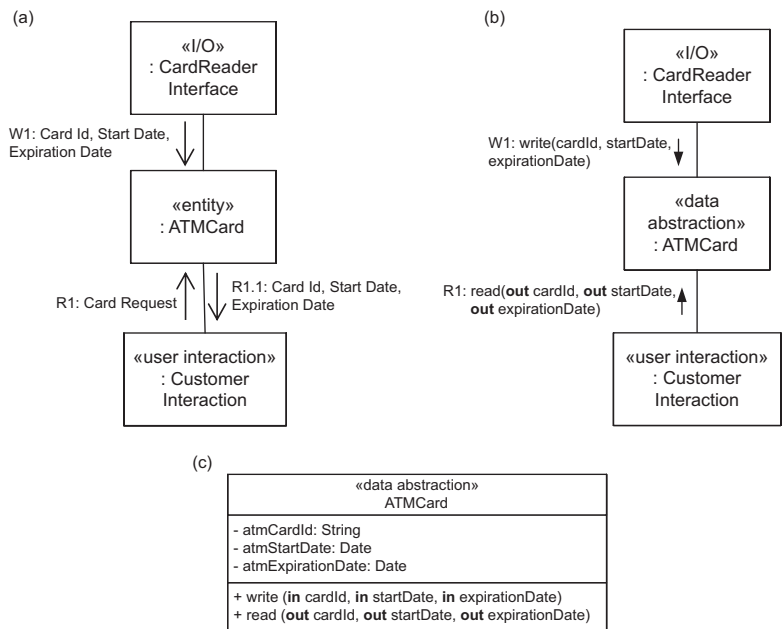 (a)
«I/O»
: CardReader
Interface
W1: Card Id, Start Date,
Expiration Date
«entity»
: ATMCard
R1: Card Request
R1.1: Card Id, Start Date,
Expiration Date
«user interaction»
: Customer
Interaction
(b)
«I/O»
: CardReader
Interface
W1: write(cardId, startDate,
expirationDate)
«data
abstraction»
: ATMCard
R1: read(out cardId, out startDate,
out expirationDate)
«user interaction»
: Customer
Interaction
(c)
«data abstraction»
ATMCard
- atmCardId: String
- atmStartDate: Date
- atmExpirationDate: Date
+ write (in cardId, in startDate, in expirationDate)
+ read (out cardId, out startDate, out expirationDate)